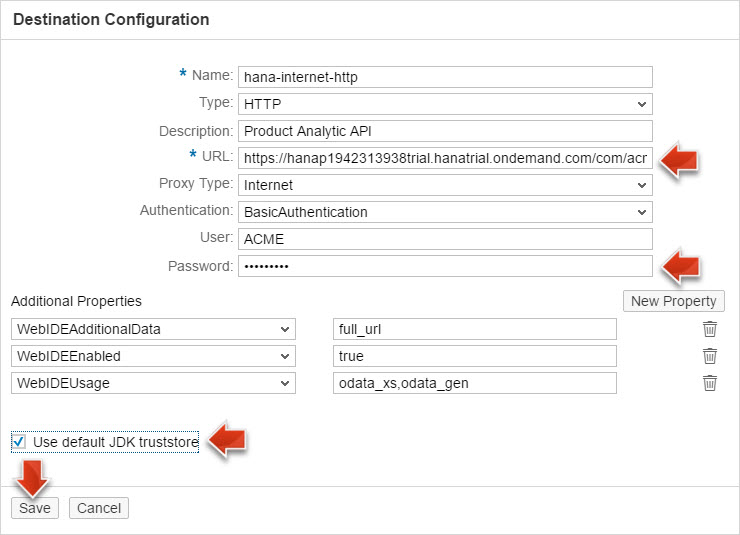 Destination Configuration
* Name: hana-internet-http
Type: HTTP
Description: Product Analytic API
* URL: https://hanap1942313938trial.hanatrial.ondemand.com/com/acr
Proxy Type: Internet
Authentication: BasicAuthentication
User: ACME
Password: •••••••••
Additional Properties New Property
WebIDEAdditionalData full_url
WebIDEEnabled true
WebIDEUsage odata_xs,odata_gen
Use default JDK truststore
Save Cancel